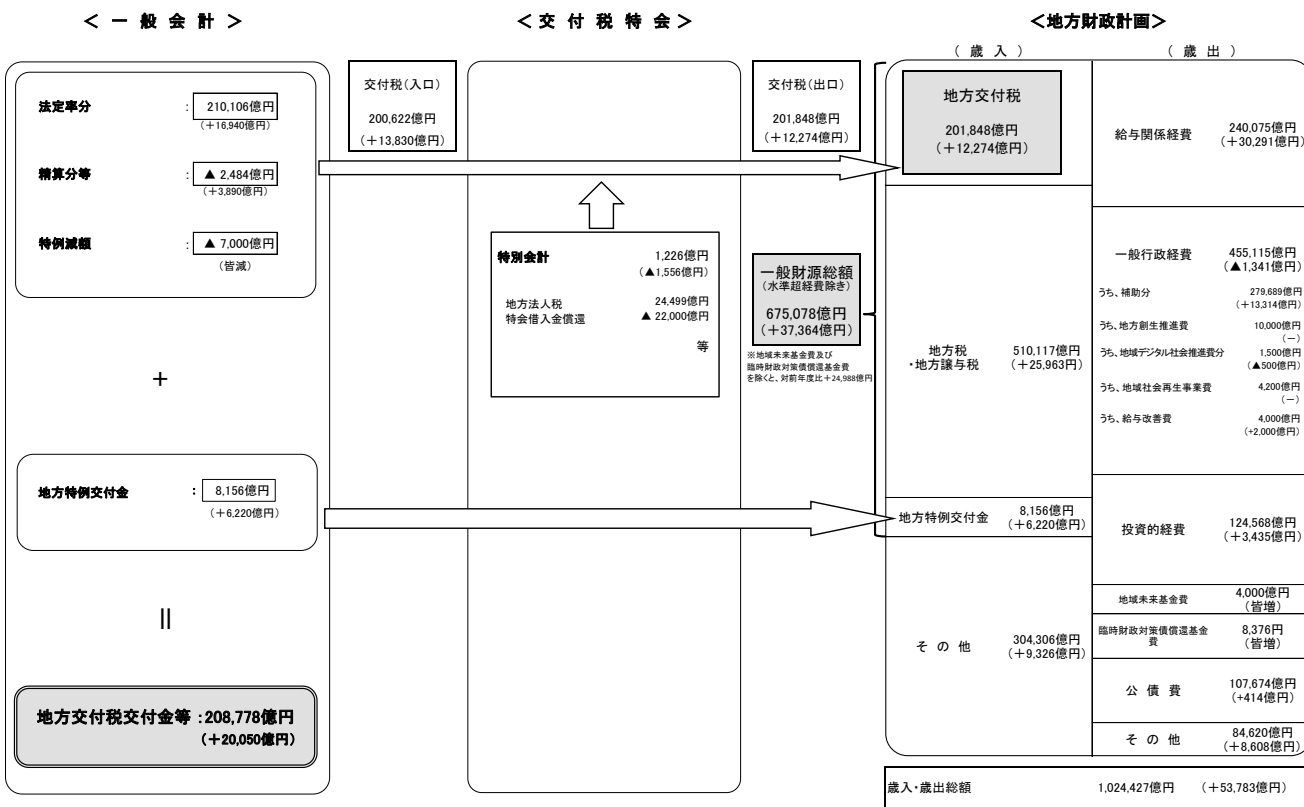 ＜ 一 般 会 計 ＞
＜ 交 付 税 特 会 ＞
＜地方財政計画＞
（ 歳 入 ）
（ 歳 出 ）
法定率分 ： 210,106億円
（＋16,940億円）
精算分等 ： ▲ 2,484億円
（＋3,890億円）
特例減額 ： ▲ 7,000億円
（皆減）
＋
地方特例交付金 ： 8,156億円
（＋6,220億円）
||
地方交付税交付金等 ：208,778億円
（＋20,050億円）
交付税（入口）
200,622億円
（＋13,830億円）
特別会計 1,226億円
（▲1,556億円）
地方法人税 24,499億円
特会借入金償還 ▲ 22,000億円
等
交付税（出口）
201,848億円
（＋12,274億円）
一般財源総額
（水準超経費除き）
675,078億円
（＋37,364億円）
※地域未来基金費及び
臨時財政対策債償還基金費
を除くと、対前年度比＋24,988億円
地方交付税
201,848億円
（＋12,274億円）
地方税
・地方譲与税
510,117億円
（＋25,963円）
地方特例交付金
8,156億円
（＋6,220億円）
そ の 他
304,306億円
（＋9,326億円）
給与関係経費
240,075億円
（＋30,291億円）
一般行政経費
455,115億円
（▲1,341億円）
うち、補助分 279,689億円
（＋13,314億円）
うち、地方創生推進費 10,000億円
（－）
うち、地域デジタル社会推進費分 1,500億円
（▲500億円）
うち、地域社会再生事業費 4,200億円
（－）
うち、給与改善費 4,000億円
（+2,000億円）
投資的経費
124,568億円
（＋3,435億円）
地域未来基金費
4,000億円
（皆増）
臨時財政対策債償還基金
費
8,376円
（皆増）
公 債 費
107,674億円
（+414億円）
そ の 他
84,620億円
（＋8,608億円）
歳入・歳出総額 1,024,427億円 （＋53,783億円）